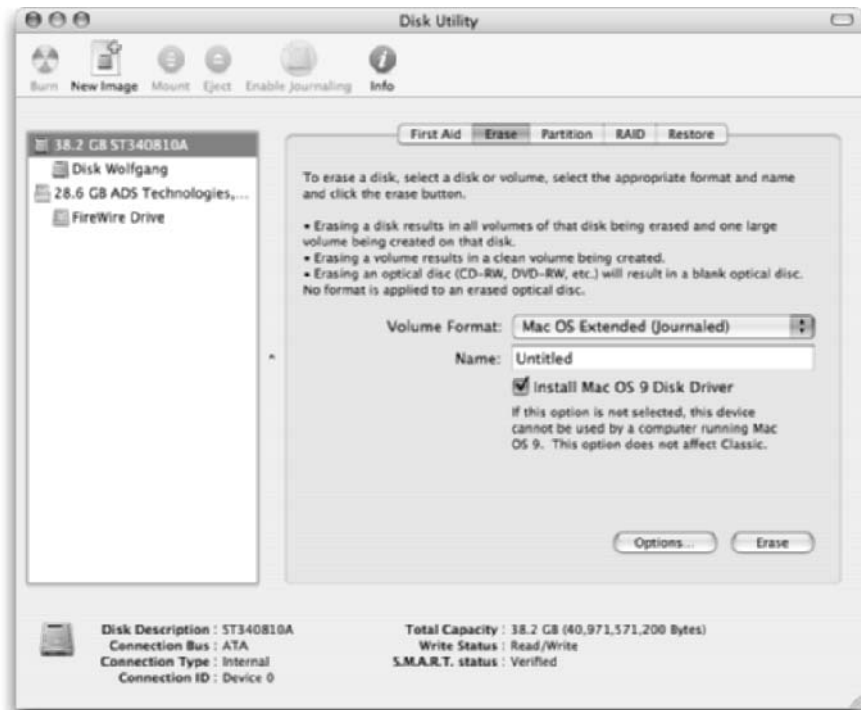 Disk Utility
Burn New Image Mount Eject Enable Journaling Info
38.2 GB ST340810A
Disk Wolfgang
28.6 GB ADS Technologies,...
FireWire Drive
First Aid Erase Partition RAID Restore
To erase a disk, select a disk or volume, select the appropriate format and name
and click the erase button.
• Erasing a disk results in all volumes of that disk being erased and one large
volume being created on that disk.
• Erasing a volume results in a clean volume being created.
• Erasing an optical disc (CD-RW, DVD-RW, etc.) will result in a blank optical disc.
No format is applied to an erased optical disc.
Volume Format: Mac OS Extended (Journaled)
Name: Untitled
Install Mac OS 9 Disk Driver
If this option is not selected, this device
cannot be used by a computer running Mac
OS 9. This option does not affect Classic.
Options... Erase
Disk Description : ST340810A
Connection Bus : ATA
Connection Type : Internal
Connection ID : Device 0
Total Capacity : 38.2 GB (40,971,571,200 Bytes)
Write Status : Read/Write
S.M.A.R.T. status : Verified